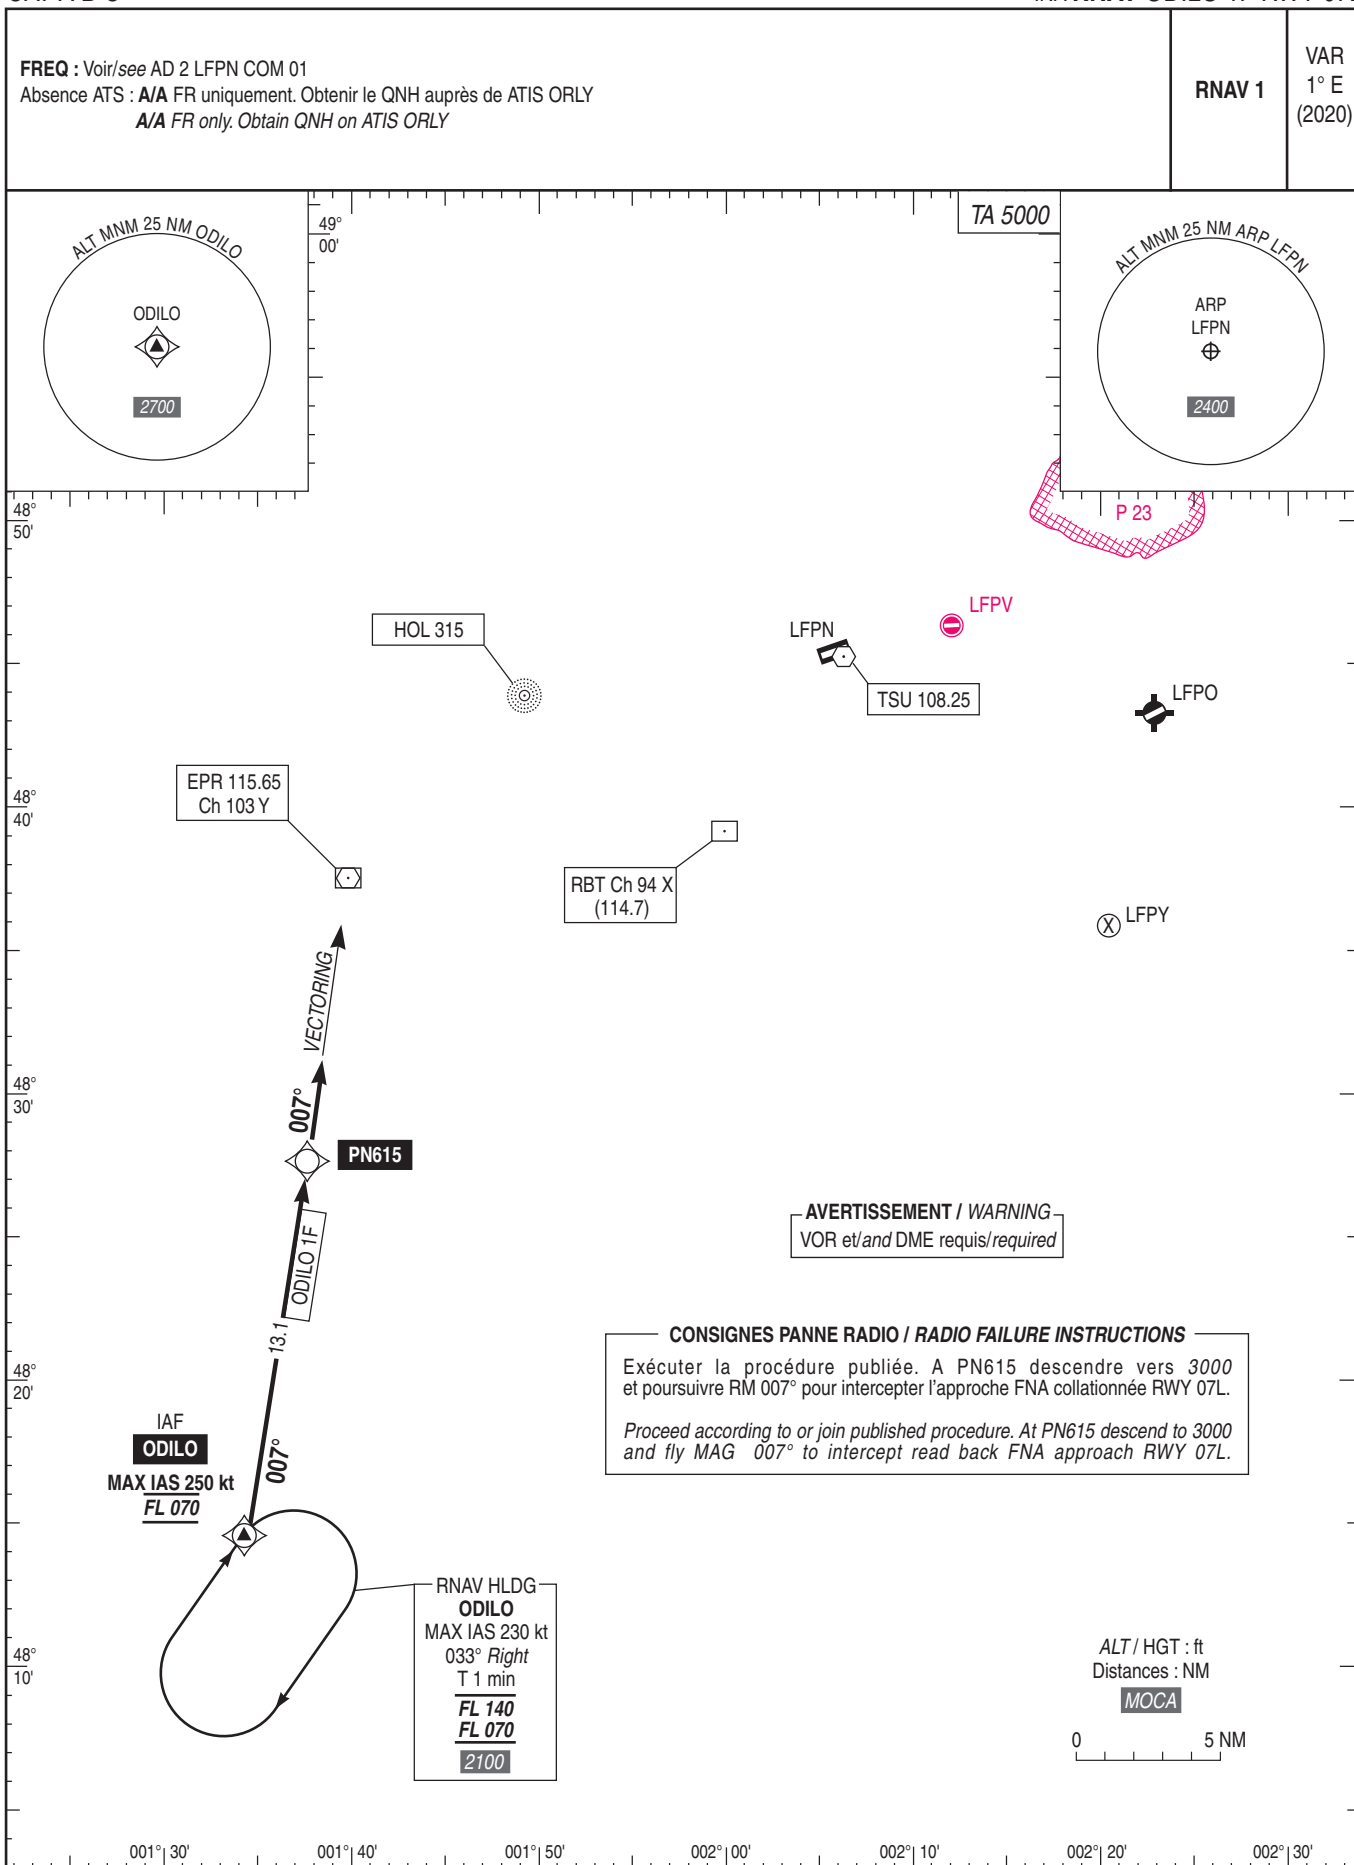 FREQ : Voir/see AD 2 LFPN COM 01
Absence ATS : A/A FR uniquement. Obtenir le QNH auprès de ATIS ORLY
A/A FR only. Obtain QNH on ATIS ORLY
RNAV 1
VAR
1° E
(2020)
ALT MNM 25 NM ODILO
ODILO
2700
49°
00'
TA 5000
ALT MNM 25 NM ARP LFPN
ARP
LFPN
2400
48°
50'
P 23
LFPV
HOL 315
LFPN
TSU 108.25
LFPO
EPR 115.65
Ch 103 Y
48°
40'
RBT Ch 94 X
(114.7)
X
LFPY
VECTORING
48°
30'
007°
PN615
ODILO 1F
AVERTISSEMENT / WARNING
VOR et/and DME requis/required
13.1
CONSIGNES PANNE RADIO / RADIO FAILURE INSTRUCTIONS
Exécuter la procédure publiée. A PN615 descendre vers 3000
et poursuivre RM 007° pour intercepter l'approche FNA collationnée RWY 07L.
Proceed according to or join published procedure. At PN615 descend to 3000
and fly MAG 007° to intercept read back FNA approach RWY 07L.
48°
20'
IAF
ODILO
MAX IAS 250 kt
FL 070
007°
RNAV HLDG
ODILO
MAX IAS 230 kt
033° Right
T 1 min
FL 140
FL 070
2100
48°
10'
ALT / HGT : ft
Distances : NM
MOCA
0 5 NM
001° 30' 001° 40' 001° 50' 002° 00' 002° 10' 002° 20' 002° 30'